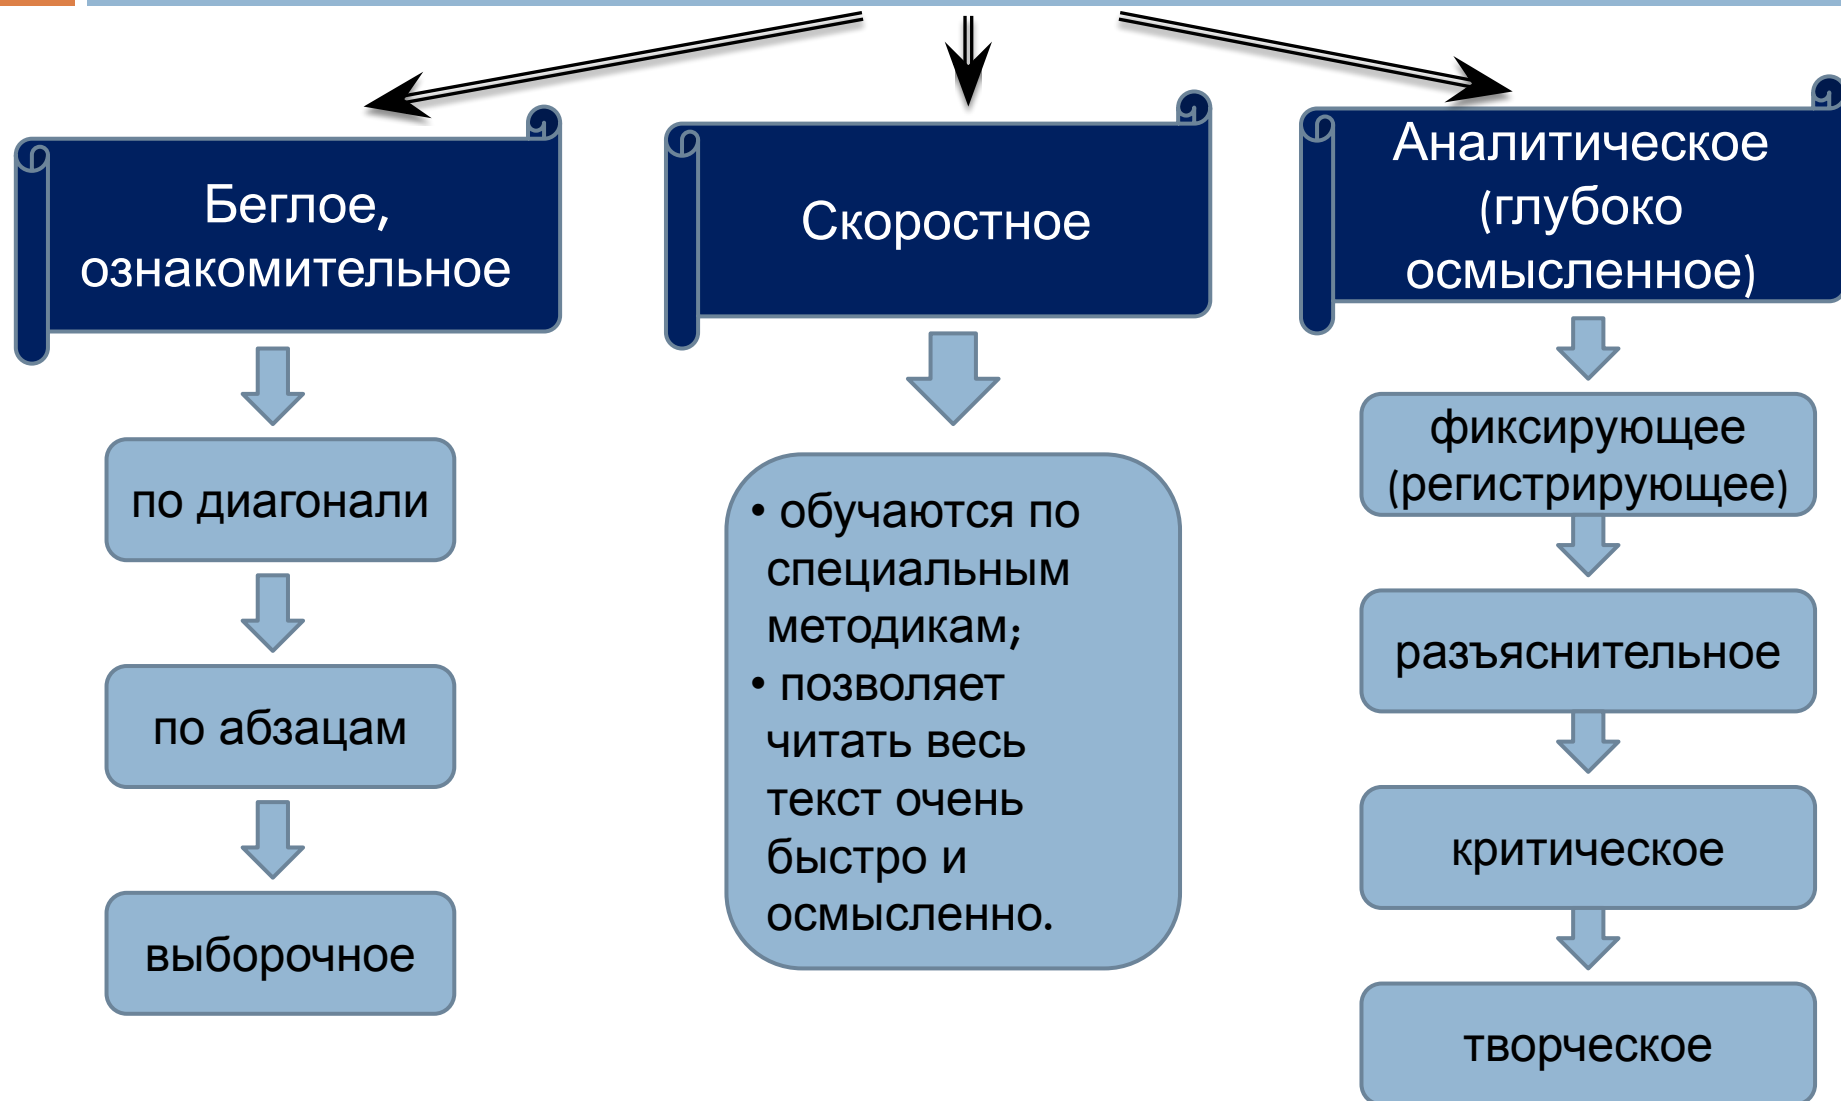 Беглое,
ознакомительное
по диагонали
по абзацам
выборочное
Скоростное
• обучаются по
специальным
методикам;
• позволяет
читать весь
текст очень
быстро и
осмысленно.
Аналитическое
(глубоко
осмысленное)
фиксирующее
(регистрирующее)
разъяснительное
критическое
творческое